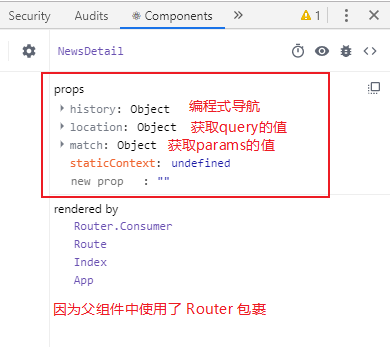 Security Audits Components 1
NewsDetail
props
history: Object 编程式导航
location: Object 获取query的值
match: Object 获取params的值
staticContext: undefined
new prop : ""
rendered by
Router.Consumer
Route
Index
App
因为父组件中使用了 Router 包裹